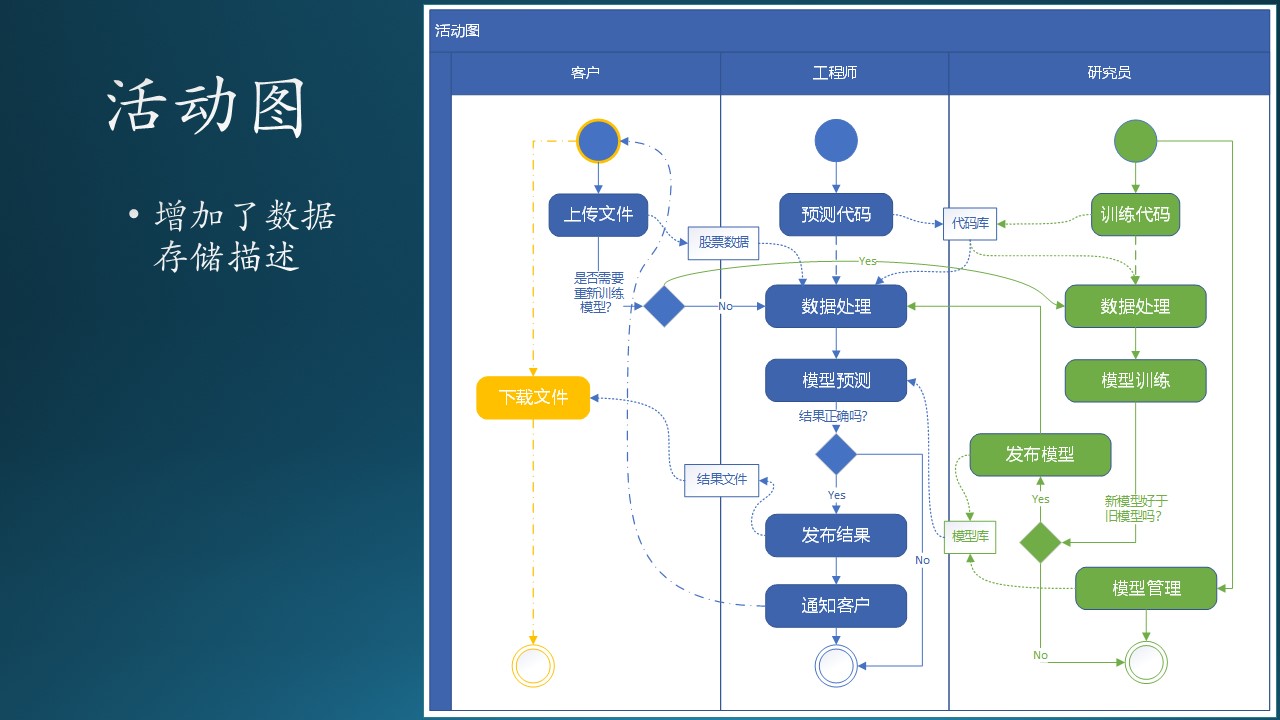 活动图
• 增加了数据
存储描述
活动图
客户
工程师
研究员
上传文件
预测代码
训练代码
代码库
股票数据
Yes
是否需要
重新训练
模型?
No
数据处理
数据处理
下载文件
模型预测
模型训练
结果正确吗?
发布模型
结果文件
Yes
Yes
新模型好于
旧模型吗?
发布结果
模型库
No
通知客户
模型管理
No